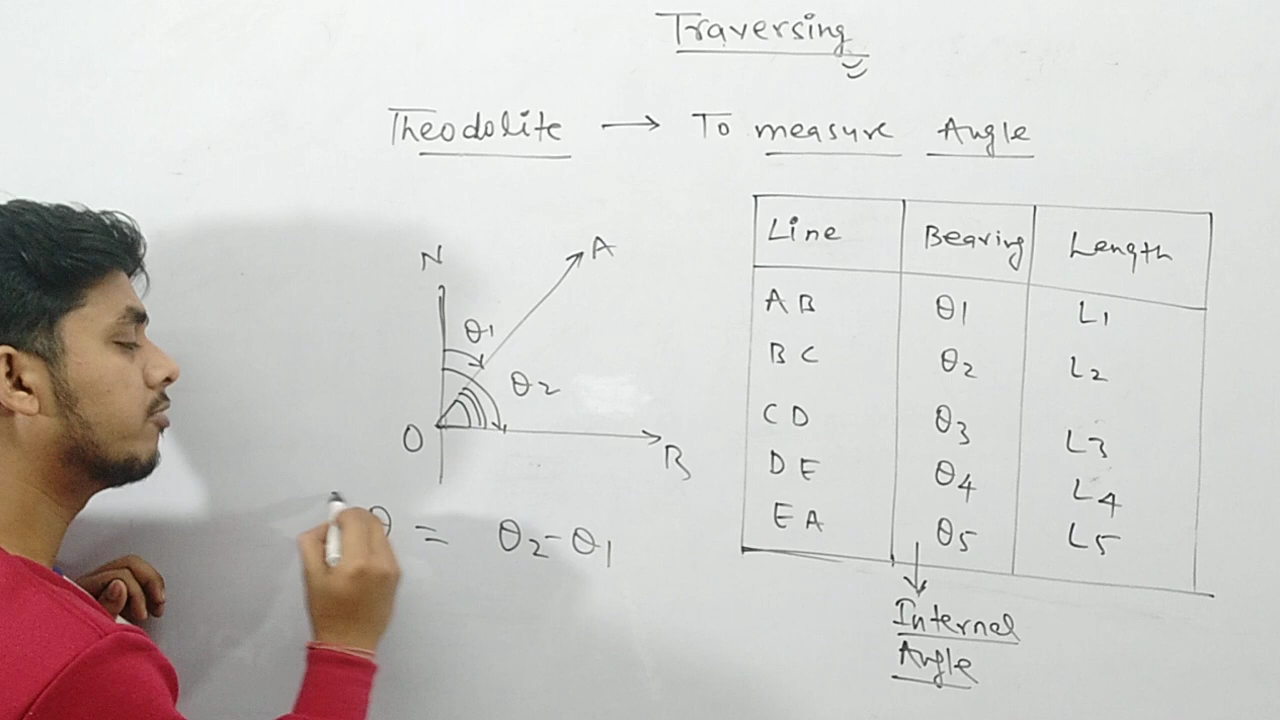 Traversing
Theodolite → To measure Angle
N
A
θ1
θ2
O
B
θ = θ2 - θ1
Line Bearing Length
AB θ1 L1
BC θ2 L2
CD θ3 L3
DE θ4 L4
EA θ5 L5
Internal
Angle